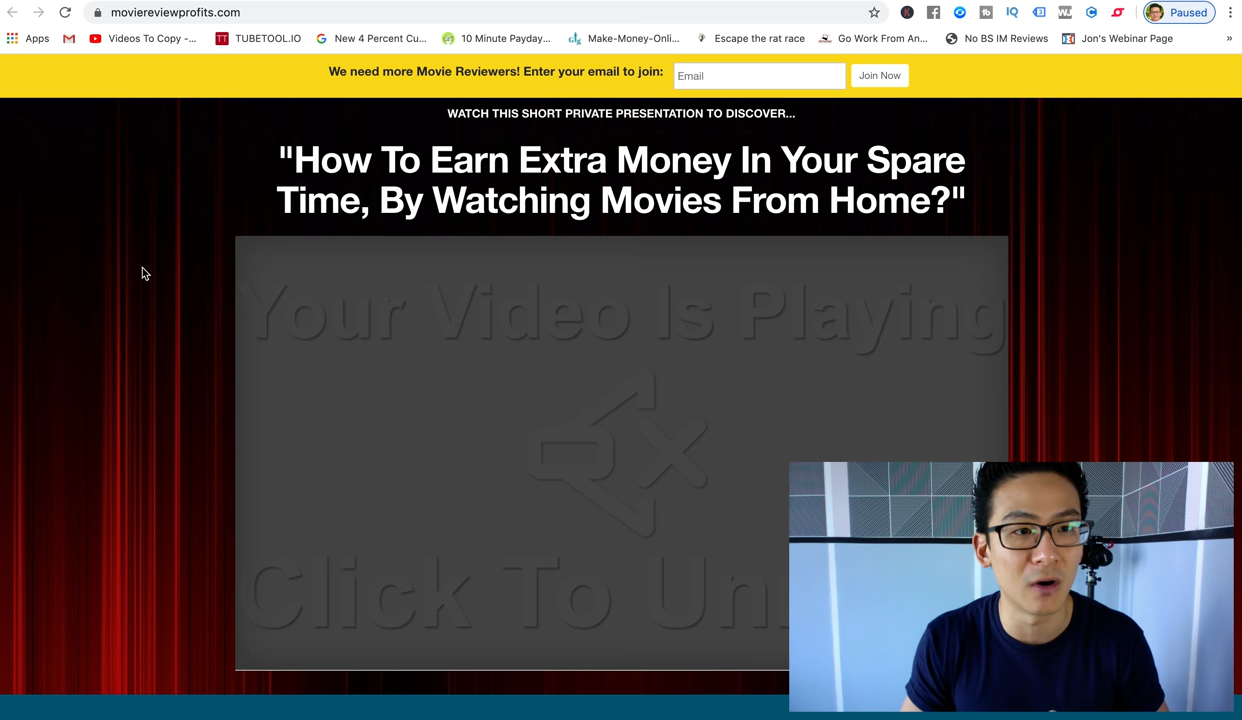 moviereviewprofits.com
Paused
Apps
Videos To Copy -...
TT TUBETOOL.IO
New 4 Percent Cu...
10 Minute Payday...
Make-Money-Onli...
Escape the rat race
Go Work From An...
No BS IM Reviews
Jon's Webinar Page
»
We need more Movie Reviewers! Enter your email to join:
Email
Join Now
WATCH THIS SHORT PRIVATE PRESENTATION TO DISCOVER...
"How To Earn Extra Money In Your Spare
Time, By Watching Movies From Home?"
Your Video Is Playing
Click To Un